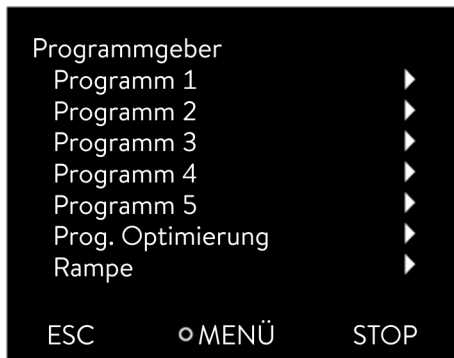 Programmgeber
Programm 1
Programm 2
Programm 3
Programm 4
Programm 5
Prog. Optimierung
Rampe
ESC MENÜ STOP